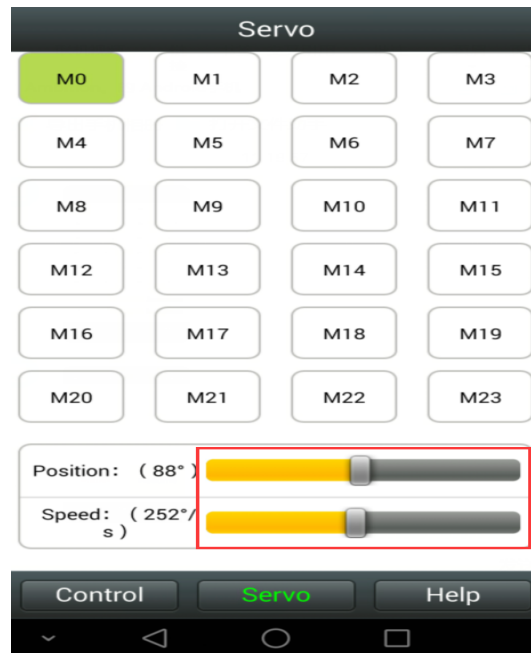 Servo
M0 M1 M2 M3
M4 M5 M6 M7
M8 M9 M10 M11
M12 M13 M14 M15
M16 M17 M18 M19
M20 M21 M22 M23
Position: (88°)
Speed: (252°/
s)
Control Servo Help